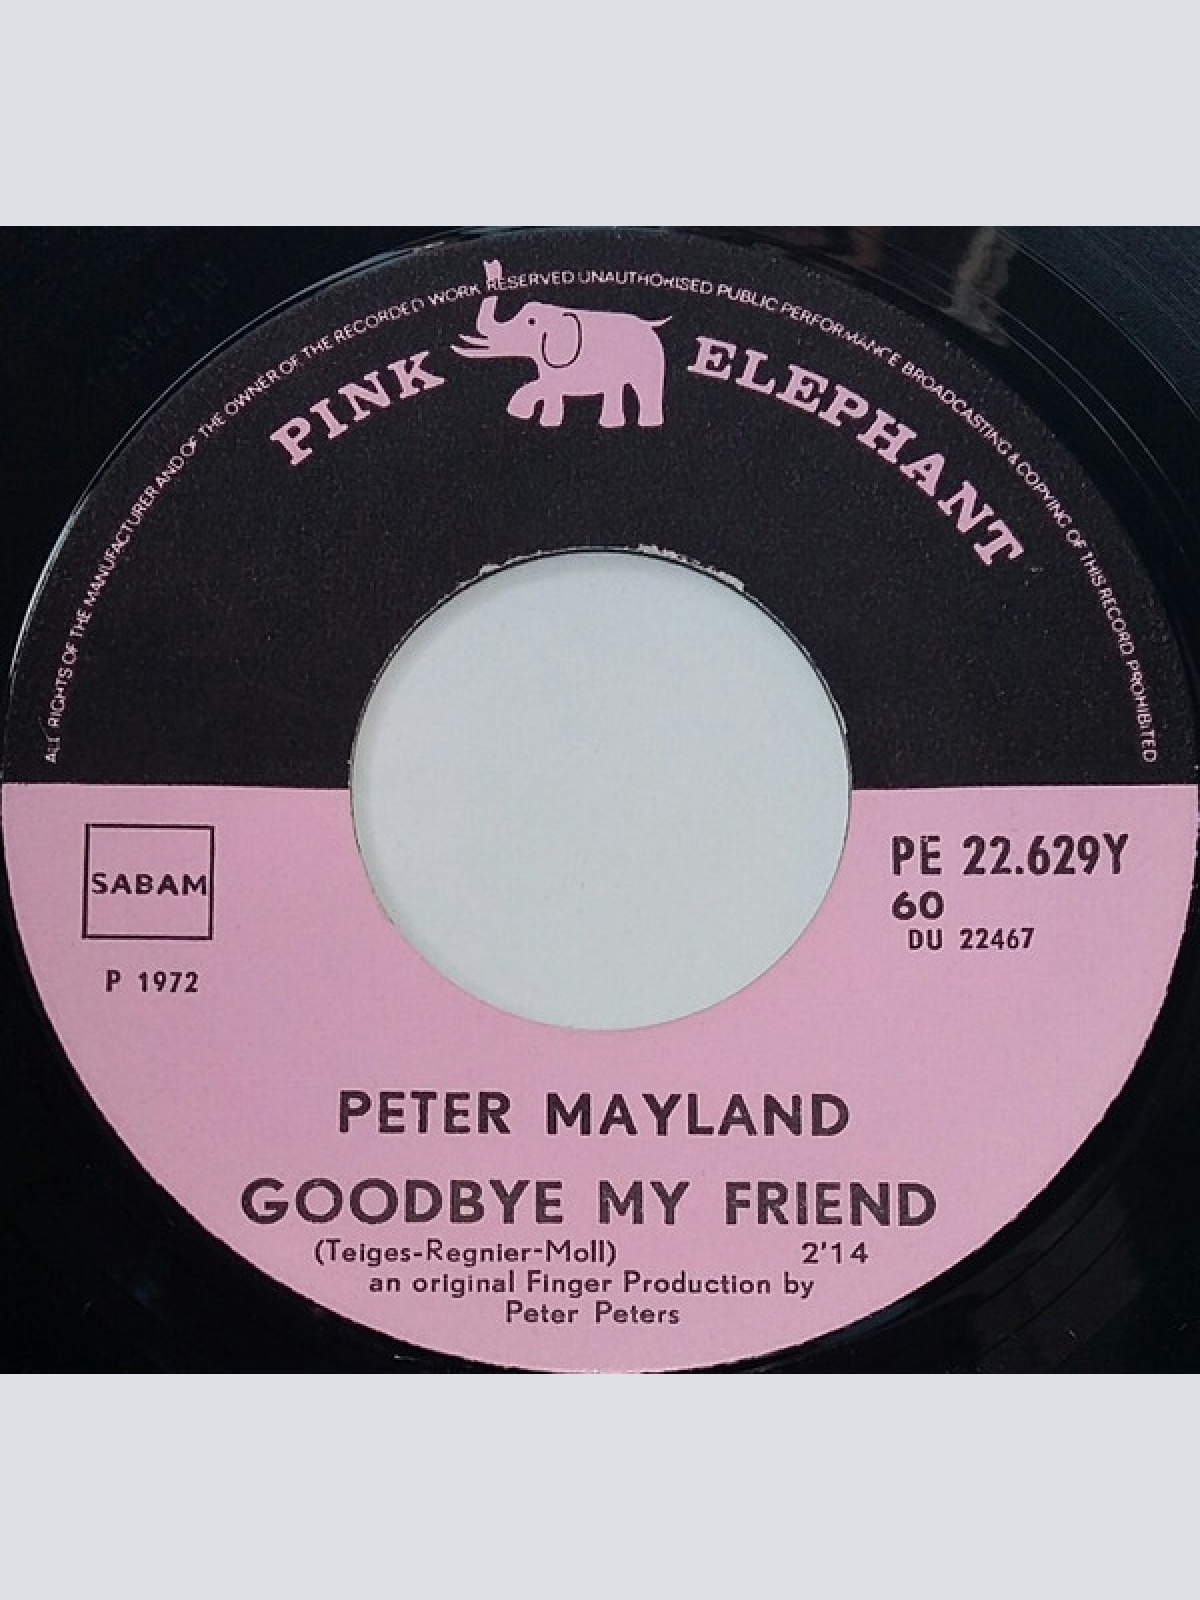 ALL RIGHTS OF THE MANUFACTURER AND OF THE OWNER OF THE RECORDED WORK RESERVED UNAUTHORISED PUBLIC PERFORMANCE BROADCASTING & COPYING OF THIS RECORD PROHIBITED
PINK ELEPHANT
SABAM
P 1972
PE 22.629Y
60
DU 22467
PETER MAYLAND
GOODBYE MY FRIEND
(Teiges-Regnier-Moll) 2'14
an original Finger Production by
Peter Peters